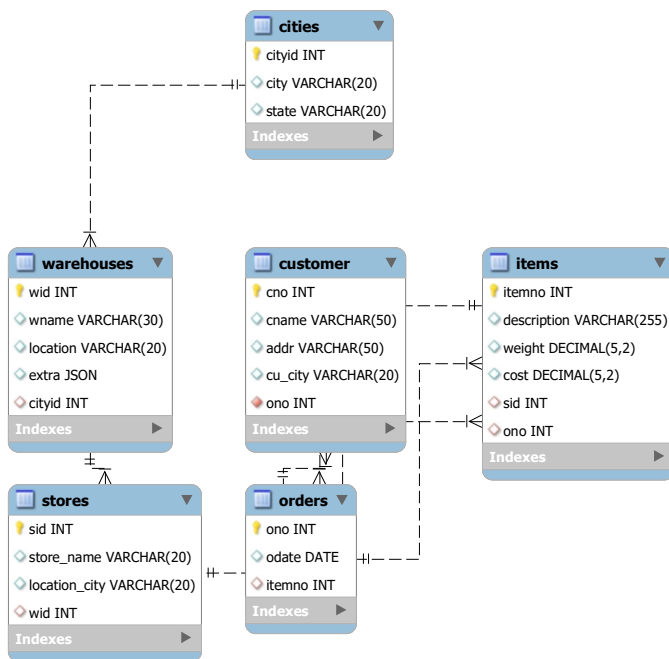 cities
cityid INT
city VARCHAR(20)
state VARCHAR(20)
Indexes
warehouses
wid INT
wname VARCHAR(30)
location VARCHAR(20)
extra JSON
cityid INT
Indexes
customer
cno INT
cname VARCHAR(50)
addr VARCHAR(50)
cu_city VARCHAR(20)
ono INT
Indexes
items
itemno INT
description VARCHAR(255)
weight DECIMAL(5,2)
cost DECIMAL(5,2)
sid INT
ono INT
Indexes
stores
sid INT
store_name VARCHAR(20)
location_city VARCHAR(20)
wid INT
Indexes
orders
ono INT
odate DATE
itemno INT
Indexes